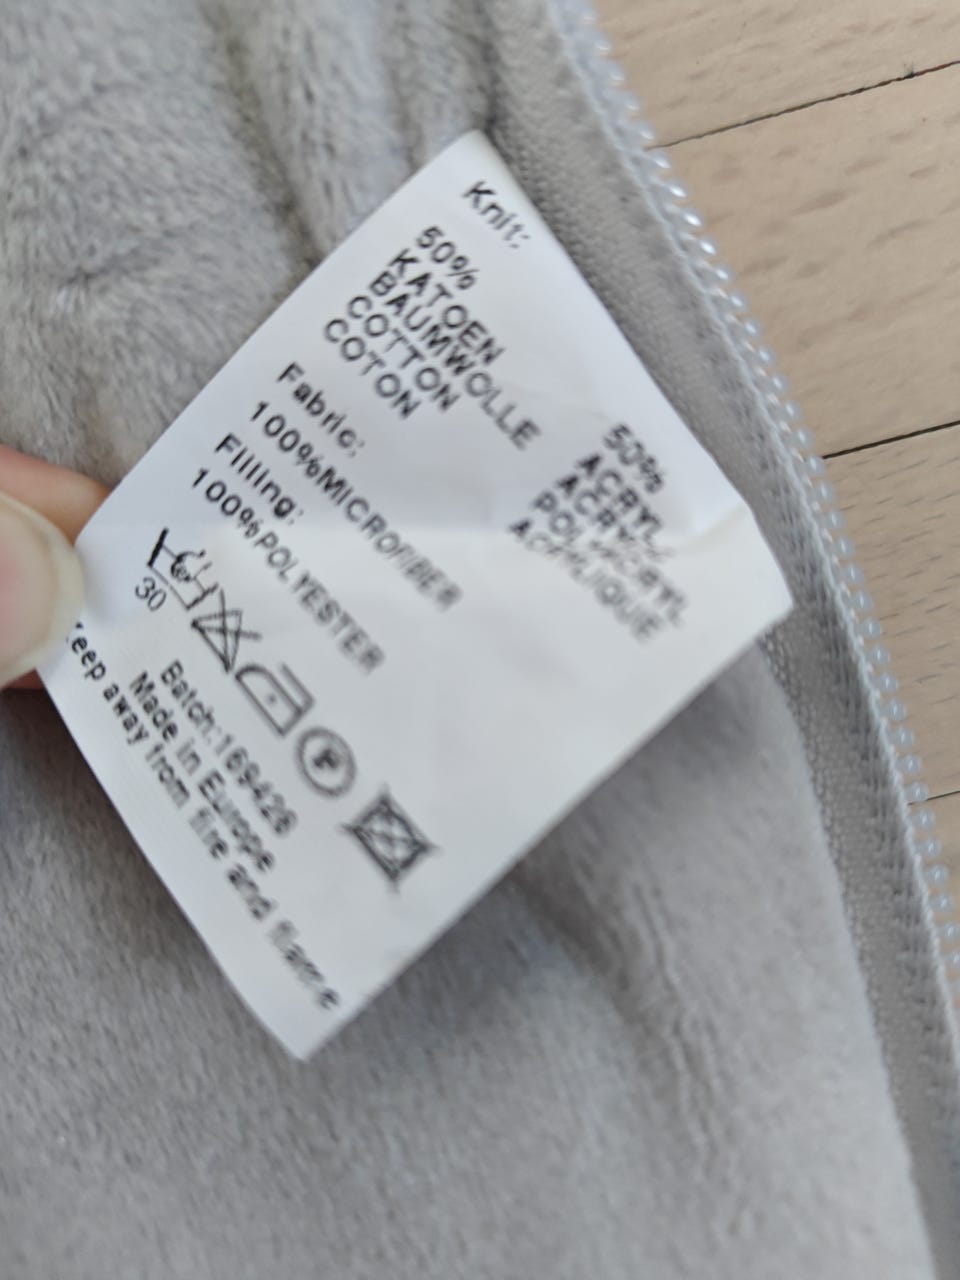 Knit:
50%
KATOEN
BAUMWOLLE
COTTON
COTON
50%
ACRYL
ACRYL
POLYACRYL
ACRYLIQUE
Fabric:
100%MICROFIBER
Filling:
100%POLYESTER
30
F
Batch:169428
Made in Europe
Keep away from fire and flame